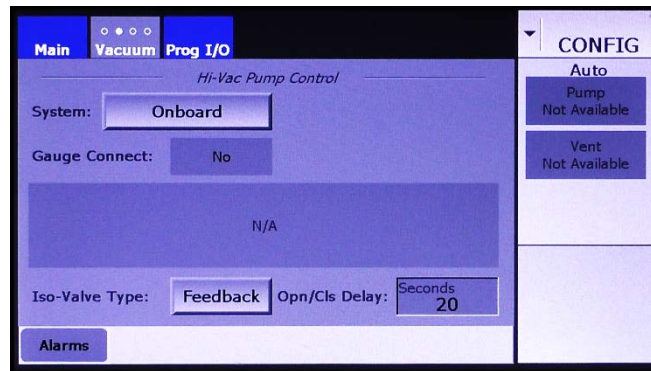 Main
Vacuum
Prog I/O
CONFIG
Hi-Vac Pump Control
Auto
Pump
Not Available
System:
Onboard
Vent
Not Available
Gauge Connect:
No
N/A
Iso-Valve Type:
Feedback
Opn/Cls Delay:
Seconds
20
Alarms